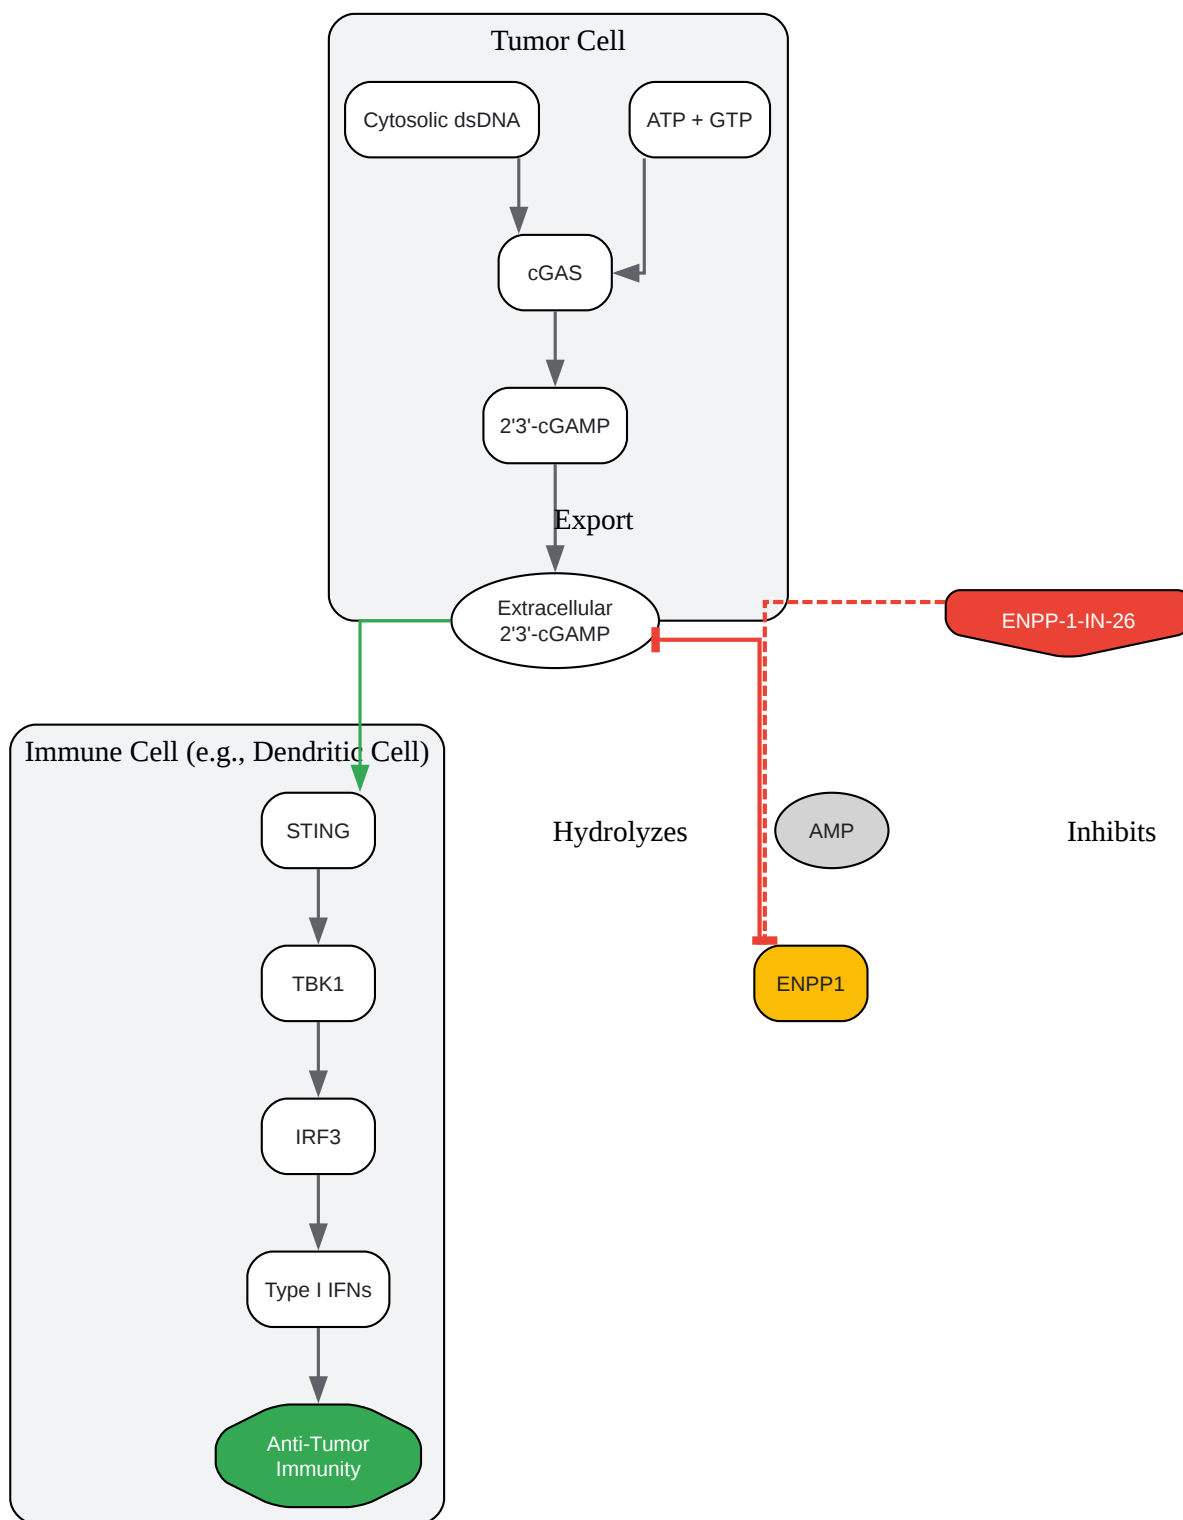 Tumor Cell
Cytosolic dsDNA
ATP + GTP
cGAS
2'3'-cGAMP
Export
Extracellular
2'3'-cGAMP
ENPP-1-IN-26
Immune Cell (e.g., Dendritic Cell)
STING
Hydrolyzes
AMP
Inhibits
TBK1
ENPP1
IRF3
Type I IFNs
Anti-Tumor
Immunity